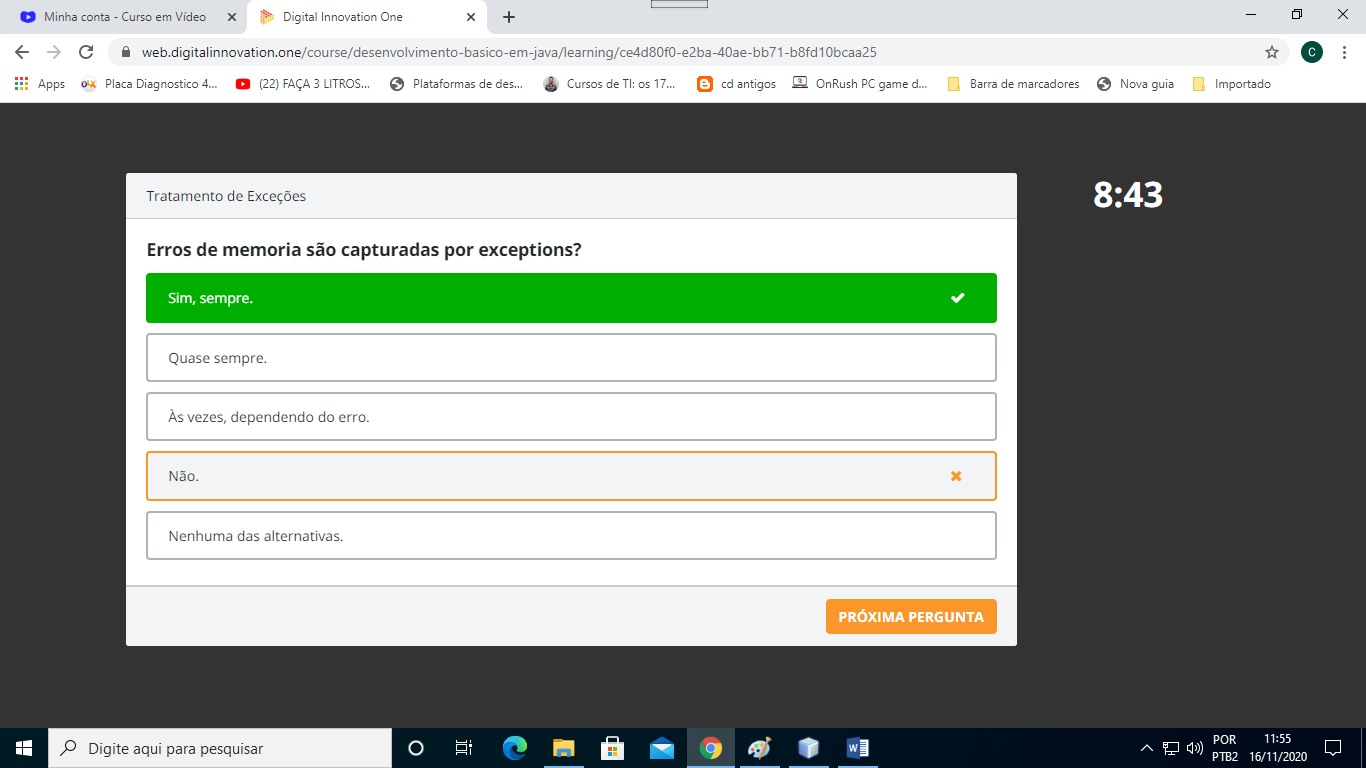 Minha conta - Curso em Vídeo
Digital Innovation One
web.digitalinnovation.one/course/desenvolvimento-basico-em-java/learning/ce4d80f0-e2ba-40ae-bb71-b8fd10bcaa25
C
Apps
OLX
Placa Diagnostico 4...
(22) FAÇA 3 LITROS...
Plataformas de des...
Cursos de TI: os 17...
cd antigos
OnRush PC game d...
Barra de marcadores
Nova guia
Importado
Tratamento de Exceções
8:43
Erros de memoria são capturadas por exceptions?
Sim, sempre.
Quase sempre.
Às vezes, dependendo do erro.
Não.
Nenhuma das alternativas.
PRÓXIMA PERGUNTA
Digite aqui para pesquisar
POR
PTB2
11:55
16/11/2020